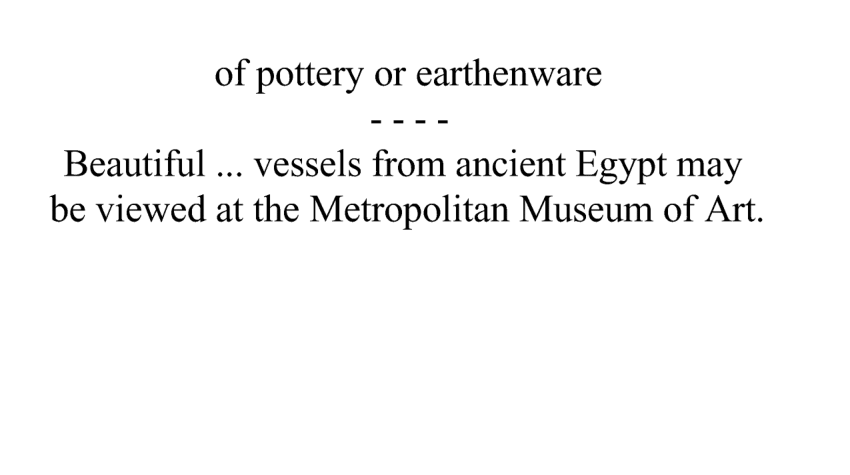 of pottery or earthenware
- - - -
Beautiful ... vessels from ancient Egypt may
be viewed at the Metropolitan Museum of Art.